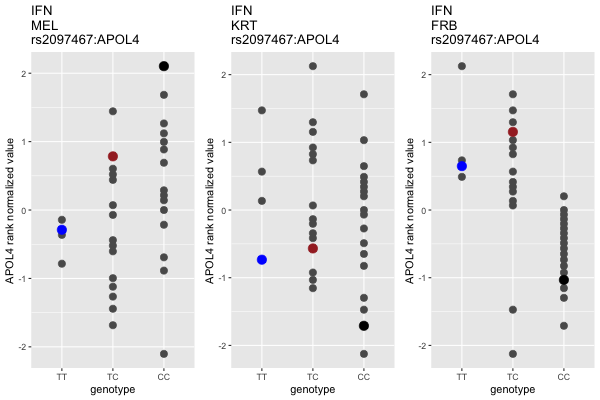 IFN
MEL
rs2097467:APOL4
APOL4 rank normalized value
2
1
0
-1
-2
TT
TC
CC
genotype
IFN
KRT
rs2097467:APOL4
APOL4 rank normalized value
2
1
0
-1
-2
TT
TC
CC
genotype
IFN
FRB
rs2097467:APOL4
APOL4 rank normalized value
2
1
0
-1
-2
TT
TC
CC
genotype